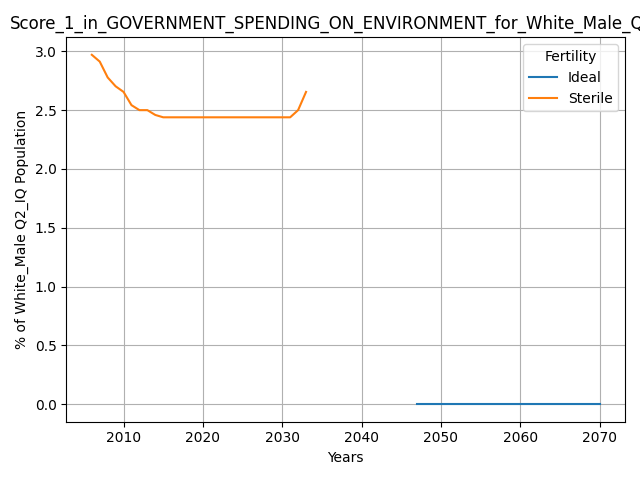 Score_1_in_GOVERNMENT_SPENDING_ON_ENVIRONMENT_for_White_Male_Q
Fertility
Ideal
Sterile
% of White_Male Q2_IQ Population
3.0
2.5
2.0
1.5
1.0
0.5
0.0
2010 2020 2030 2040 2050 2060 2070
Years